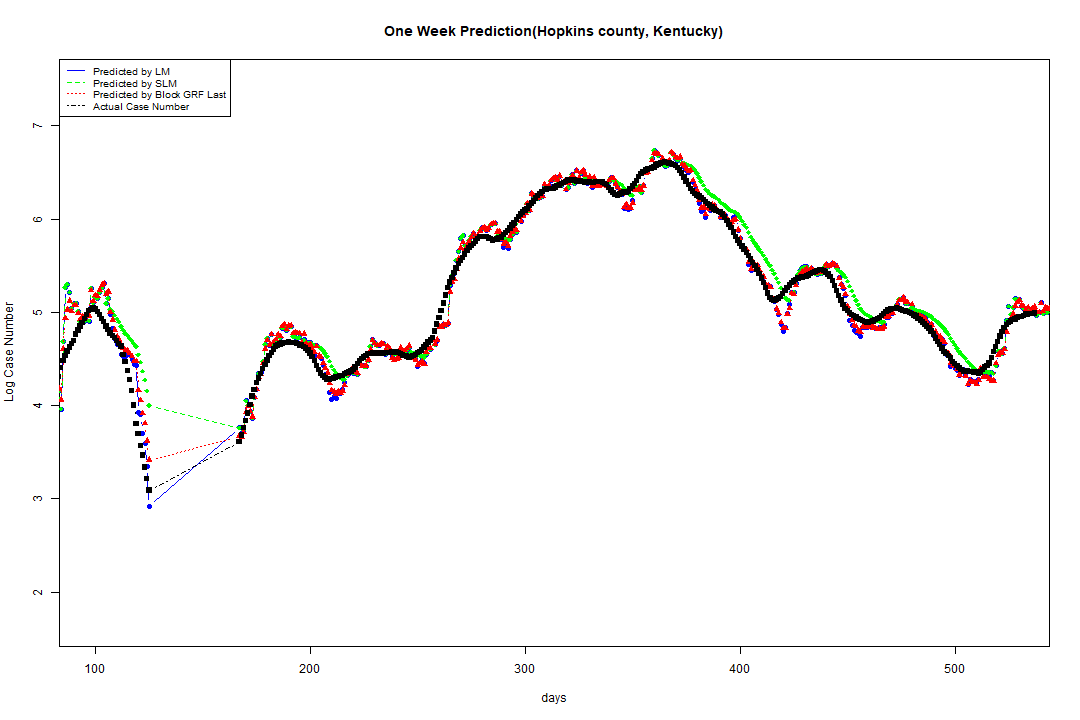 One Week Prediction(Hopkins county, Kentucky)
Predicted by LM
Predicted by SLM
Predicted by Block GRF Last
Actual Case Number
7
6
5
4
3
2
Log Case Number
100 200 300 400 500
days